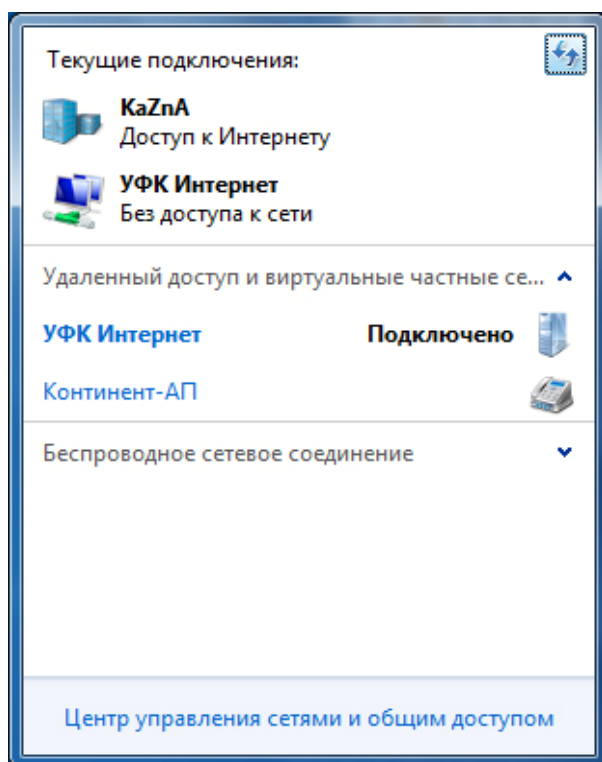 Текущие подключения:
KaZnA
Доступ к Интернету
УФК Интернет
Без доступа к сети
Удаленный доступ и виртуальные частные се...
УФК Интернет Подключено
Континент-АП
Беспроводное сетевое соединение
Центр управления сетями и общим доступом